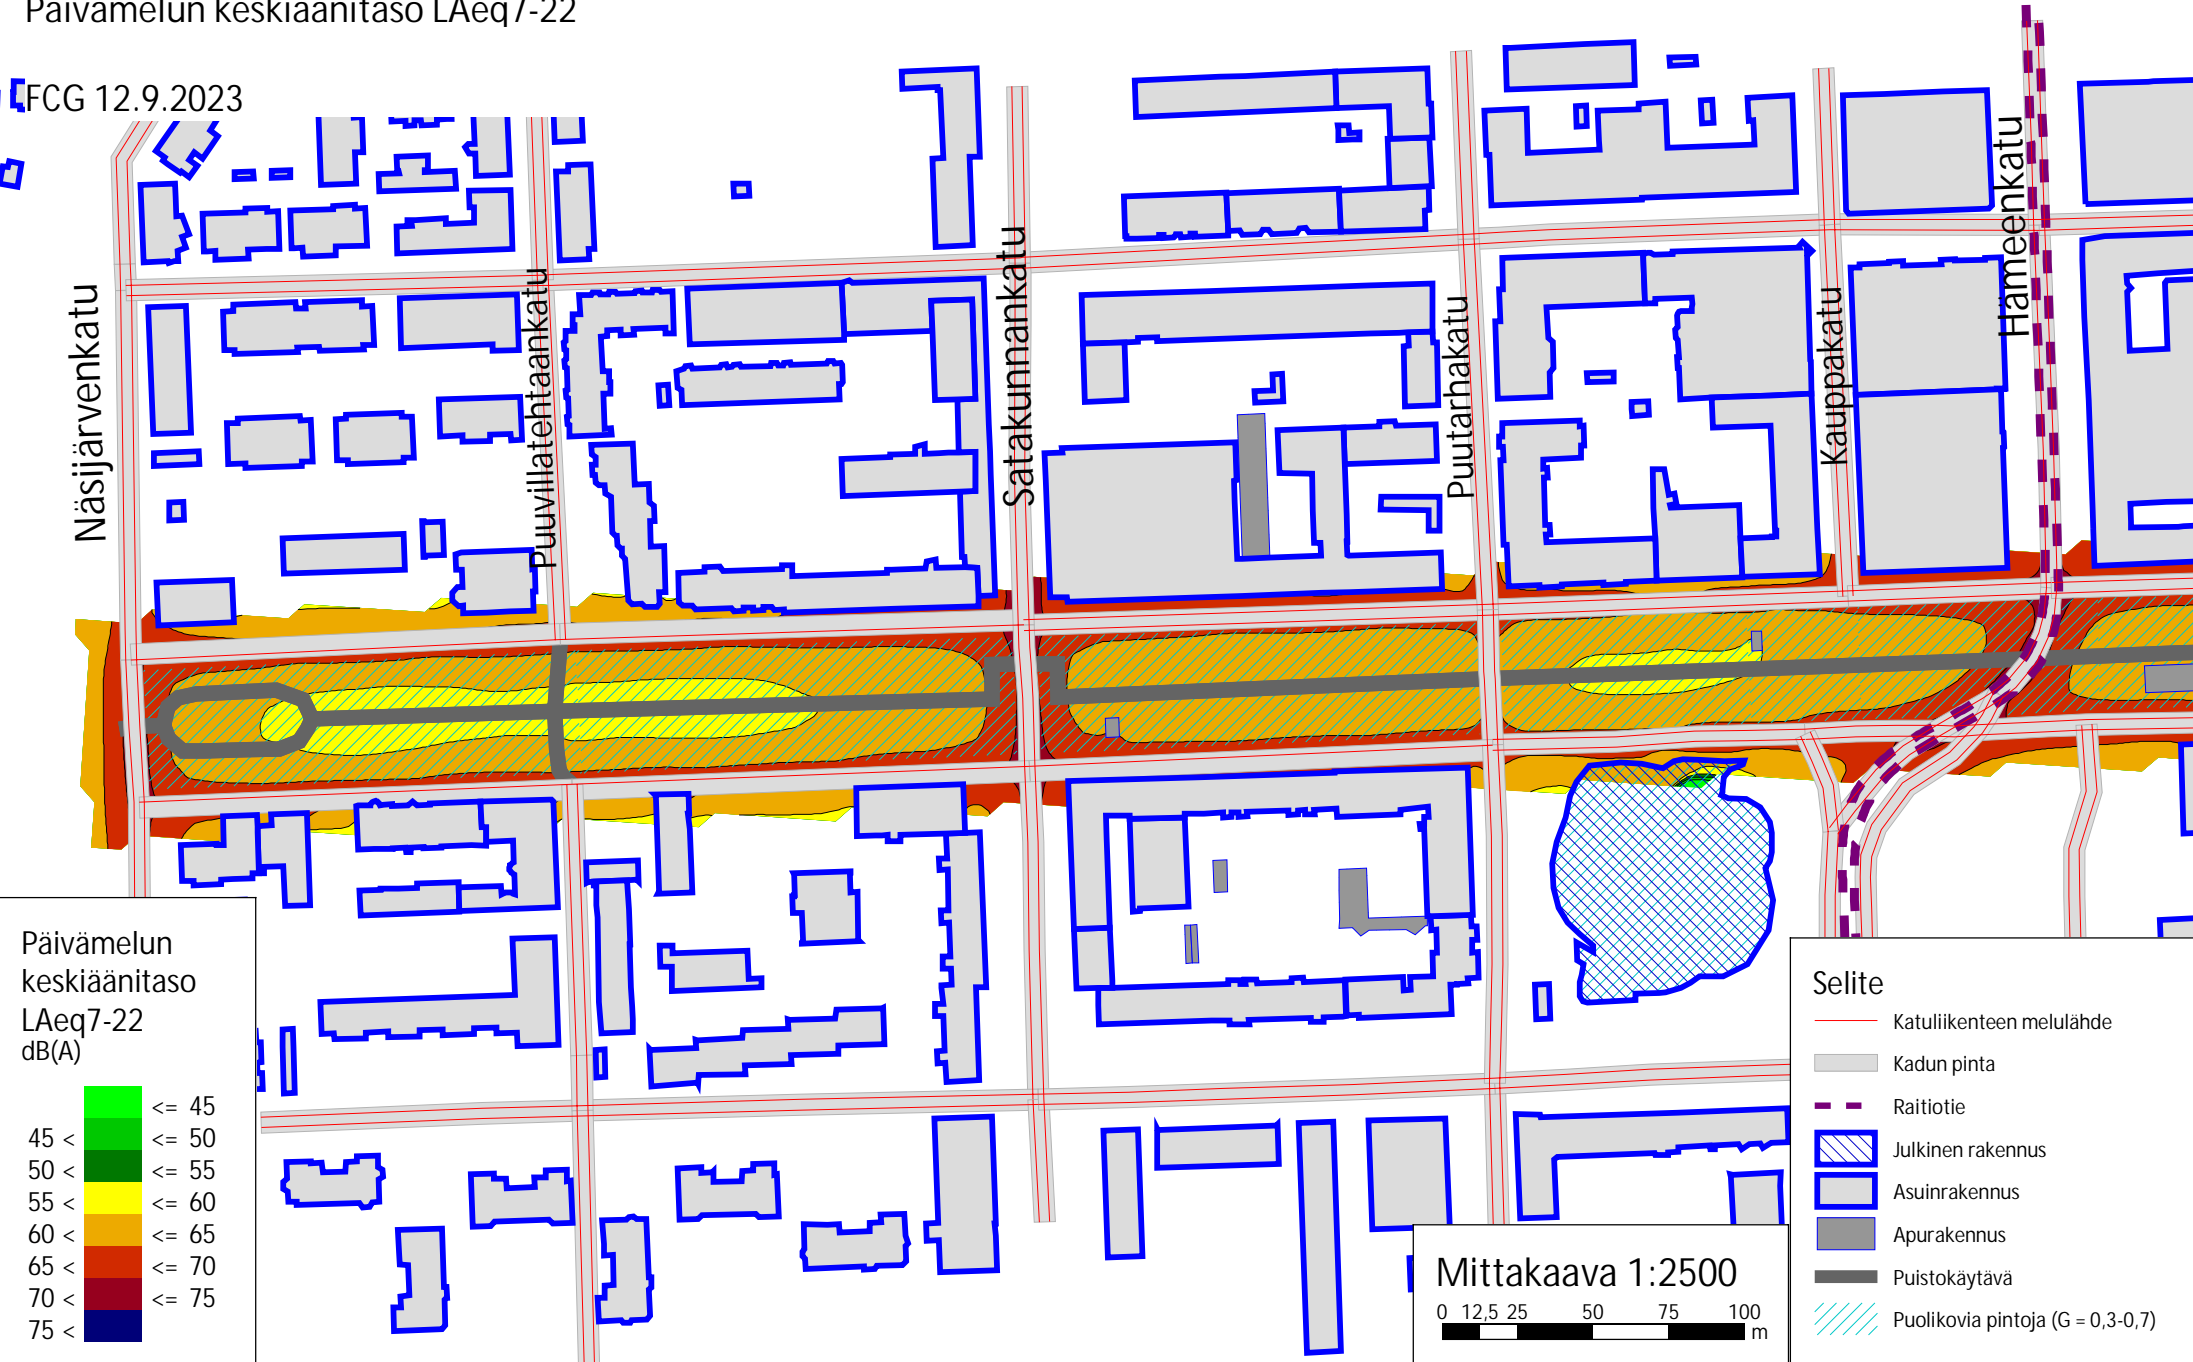 Päivämelun keskiäänitaso LAeq7-22
FCG 12.9.2023
Näsijärvenkatu
Puuvillatehtaankatu
Satakunnankatu
Puutarhakatu
Kauppakatu
Hämeenkatu
Päivämelun
keskiäänitaso
LAeq7-22
dB(A)
<= 45
45 < <= 50
50 < <= 55
55 < <= 60
60 < <= 65
65 < <= 70
70 < <= 75
75 <
Mittakaava 1:2500
0 12,5 25 50 75 100
m
Selite
Katuliikenteen melulähde
Kadun pinta
Raitiotie
Julkinen rakennus
Asuinrakennus
Apurakennus
Puistokäytävä
Puolikovia pintoja (G = 0,3-0,7)